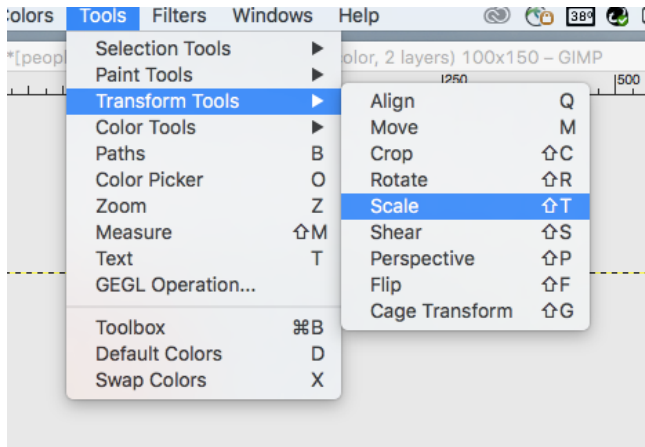 olors Tools Filters Windows Help 389
*[peopl olor, 2 layers) 100x150 – GIMP
250 500
Selection Tools ▶
Paint Tools ▶
Transform Tools ▶
Color Tools ▶
Paths B
Color Picker O
Zoom Z
Measure ⇧M
Text T
GEGL Operation...
Toolbox ⌘B
Default Colors D
Swap Colors X
Align Q
Move M
Crop ⇧C
Rotate ⇧R
Scale ⇧T
Shear ⇧S
Perspective ⇧P
Flip ⇧F
Cage Transform ⇧G